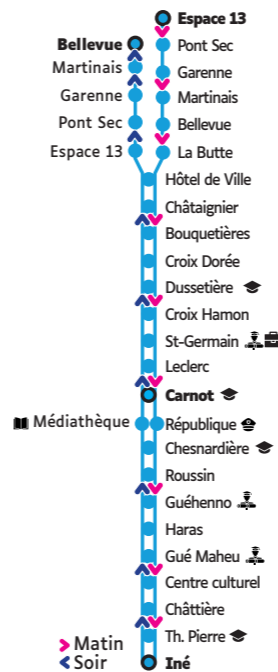 Espace 13
Bellevue
Pont Sec
Martinais
Garenne
Garenne
Martinais
Pont Sec
Bellevue
Espace 13
La Butte
Hôtel de Ville
Châtaignier
Bouquetières
Croix Dorée
Dussetière
Croix Hamon
St-Germain
Leclerc
Carnot
Médiathèque
République
Chesnardière
Roussin
Guéhenno
Haras
Gué Maheu
Centre culturel
Châttière
Th. Pierre
Matin
Soir
Iné